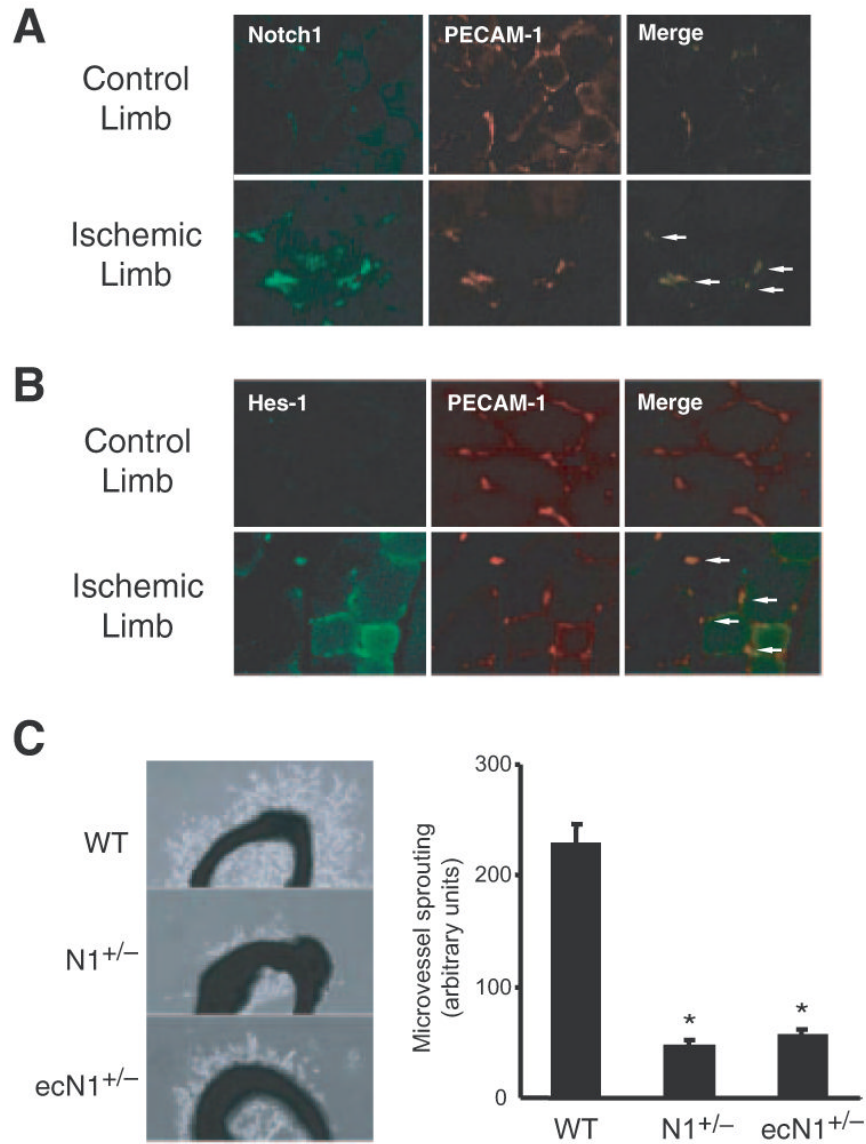 A
Notch1
PECAM-1
Merge
Control
Limb
Ischemic
Limb
B
Hes-1
PECAM-1
Merge
Control
Limb
Ischemic
Limb
C
WT
N1+/−
ecN1+/−
Microvessel sprouting
(arbitrary units)
300
200
100
0
*
*
WT
N1+/−
ecN1+/−